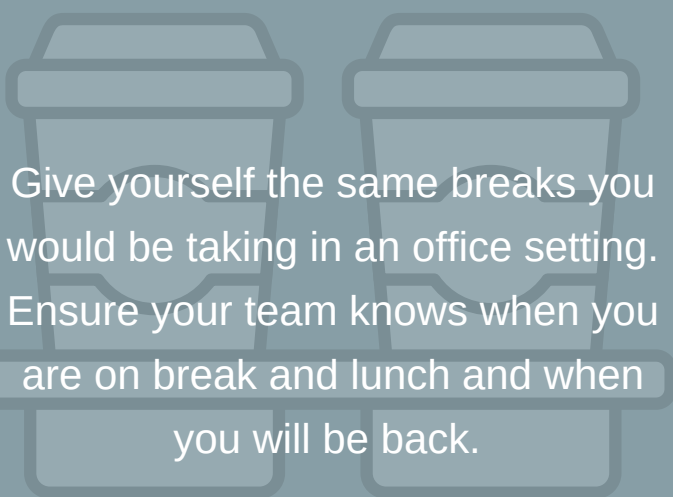 Give yourself the same breaks you
would be taking in an office setting.
Ensure your team knows when you
are on break and lunch and when
you will be back.